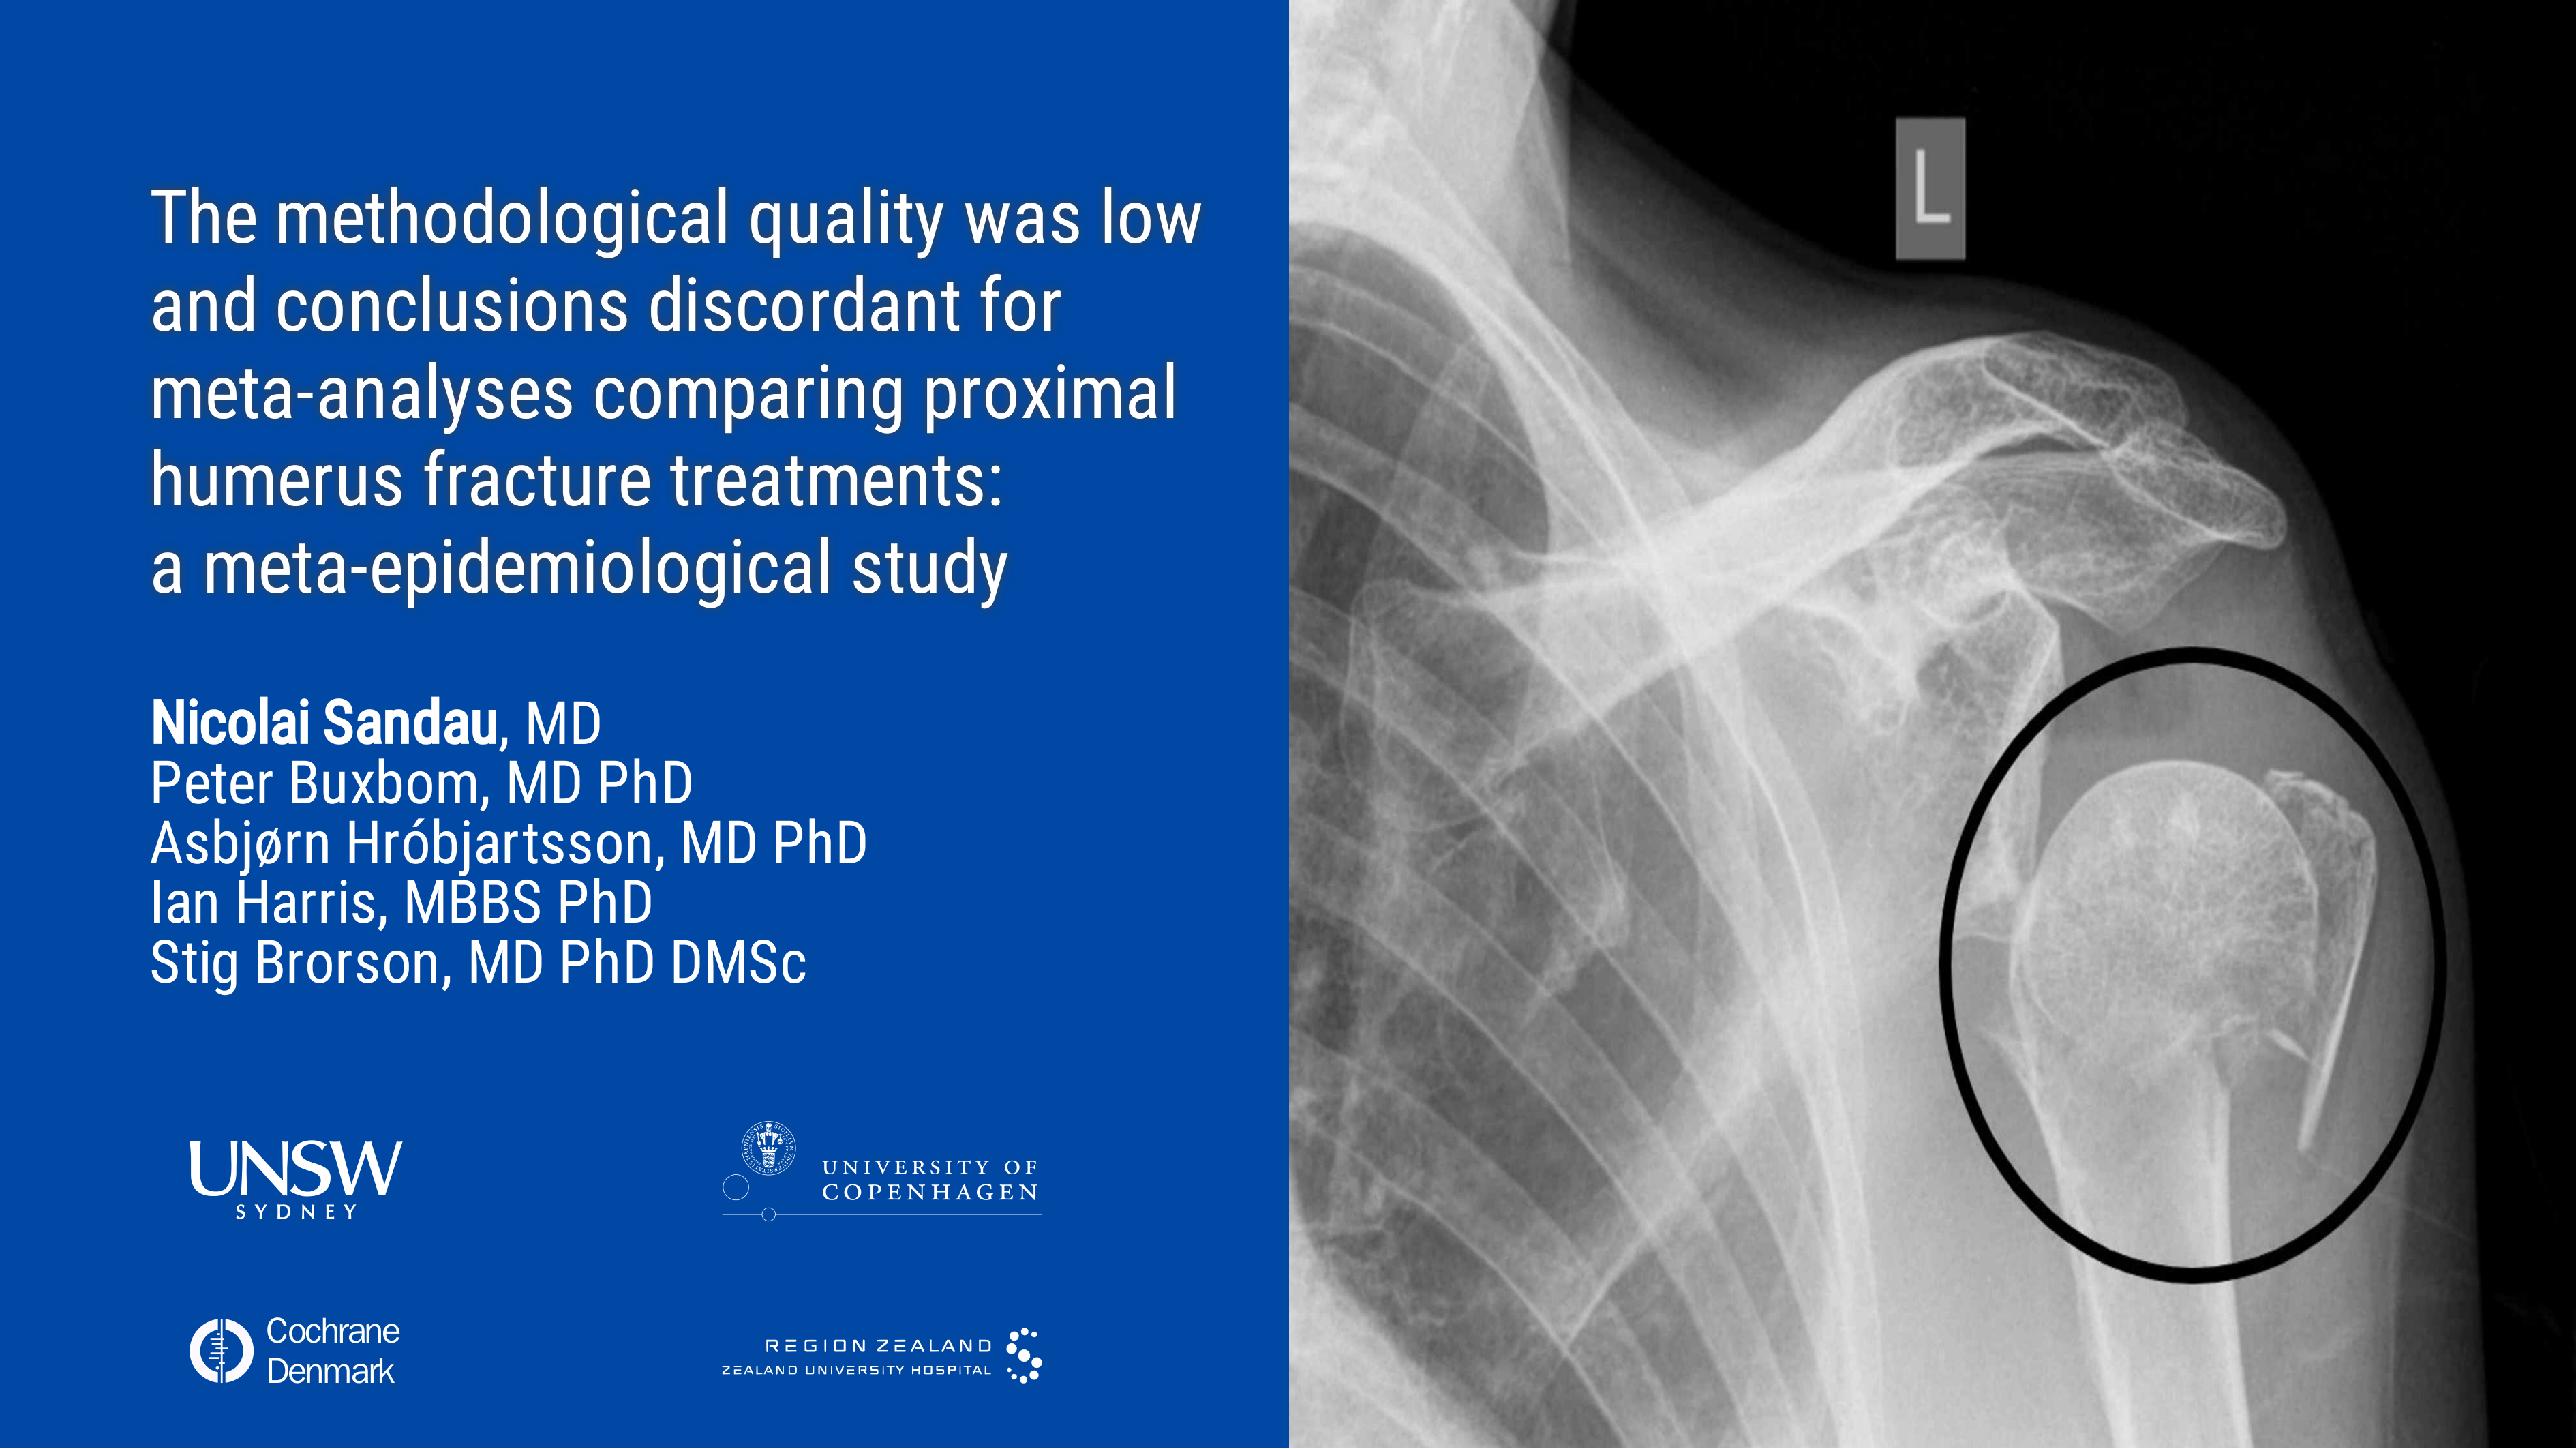 The methodological quality was low
and conclusions discordant for
meta-analyses comparing proximal
humerus fracture treatments:
a meta-epidemiological study
Nicolai Sandau, MD
Peter Buxbom, MD PhD
Asbjørn Hróbjartsson, MD PhD
Ian Harris, MBBS PhD
Stig Brorson, MD PhD DMSc
UNSW
SYDNEY
UNIVERSITY OF
COPENHAGEN
Cochrane
Denmark
REGION ZEALAND
ZEALAND UNIVERSITY HOSPITAL
L